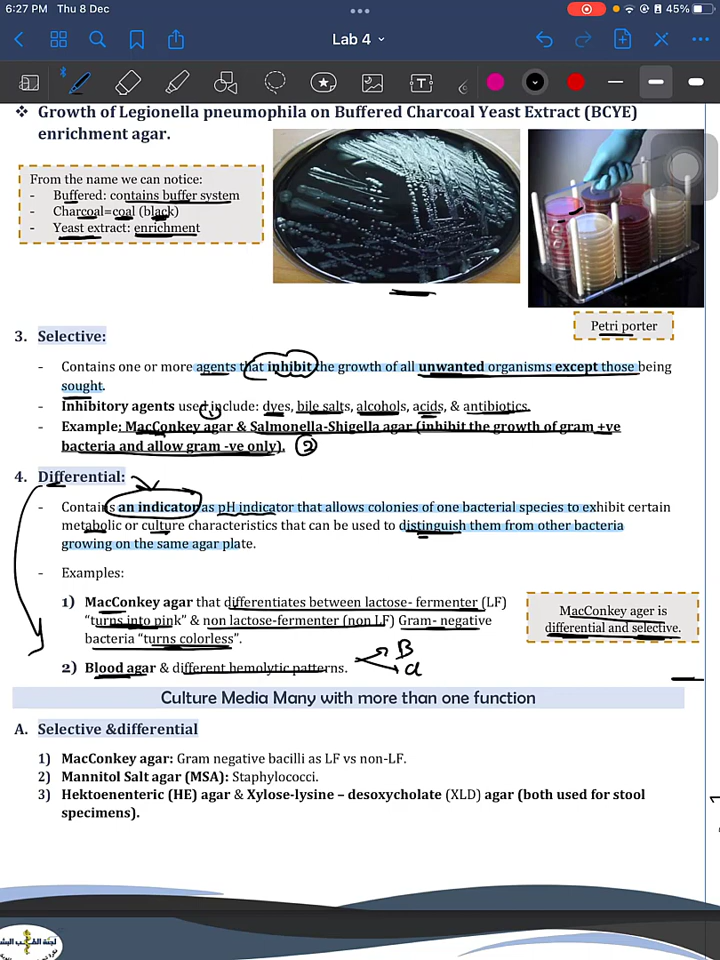 6:27 PM Thu 8 Dec
45%
Lab 4
❖ Growth of Legionella pneumophila on Buffered Charcoal Yeast Extract (BCYE)
enrichment agar.
From the name we can notice:
- Buffered: contains buffer system
- Charcoal=coal (black)
- Yeast extract: enrichment
Petri porter
3. Selective:
- Contains one or more agents that inhibit the growth of all unwanted organisms except those being
sought.
- Inhibitory agents used include: dyes, bile salts, alcohols, acids, & antibiotics.
1
- Example: MacConkey agar & Salmonella-Shigella agar (inhibit the growth of gram +ve
bacteria and allow gram -ve only). 2
4. Differential:
- Contains an indicator as pH indicator that allows colonies of one bacterial species to exhibit certain
metabolic or culture characteristics that can be used to distinguish them from other bacteria
growing on the same agar plate.
- Examples:
1) MacConkey agar that differentiates between lactose- fermenter (LF)
“turns into pink” & non lactose-fermenter (non LF) Gram- negative
bacteria “turns colorless”.
MacConkey ager is
differential and selective.
2) Blood agar & different hemolytic patterns.
B
α
Culture Media Many with more than one function
A. Selective &differential
1) MacConkey agar: Gram negative bacilli as LF vs non-LF.
2) Mannitol Salt agar (MSA): Staphylococci.
3) Hektoenenteric (HE) agar & Xylose-lysine – desoxycholate (XLD) agar (both used for stool
specimens).